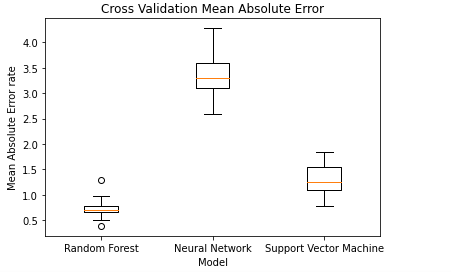 Cross Validation Mean Absolute Error
Mean Absolute Error rate
4.0
3.5
3.0
2.5
2.0
1.5
1.0
0.5
Random Forest
Neural Network
Support Vector Machine
Model